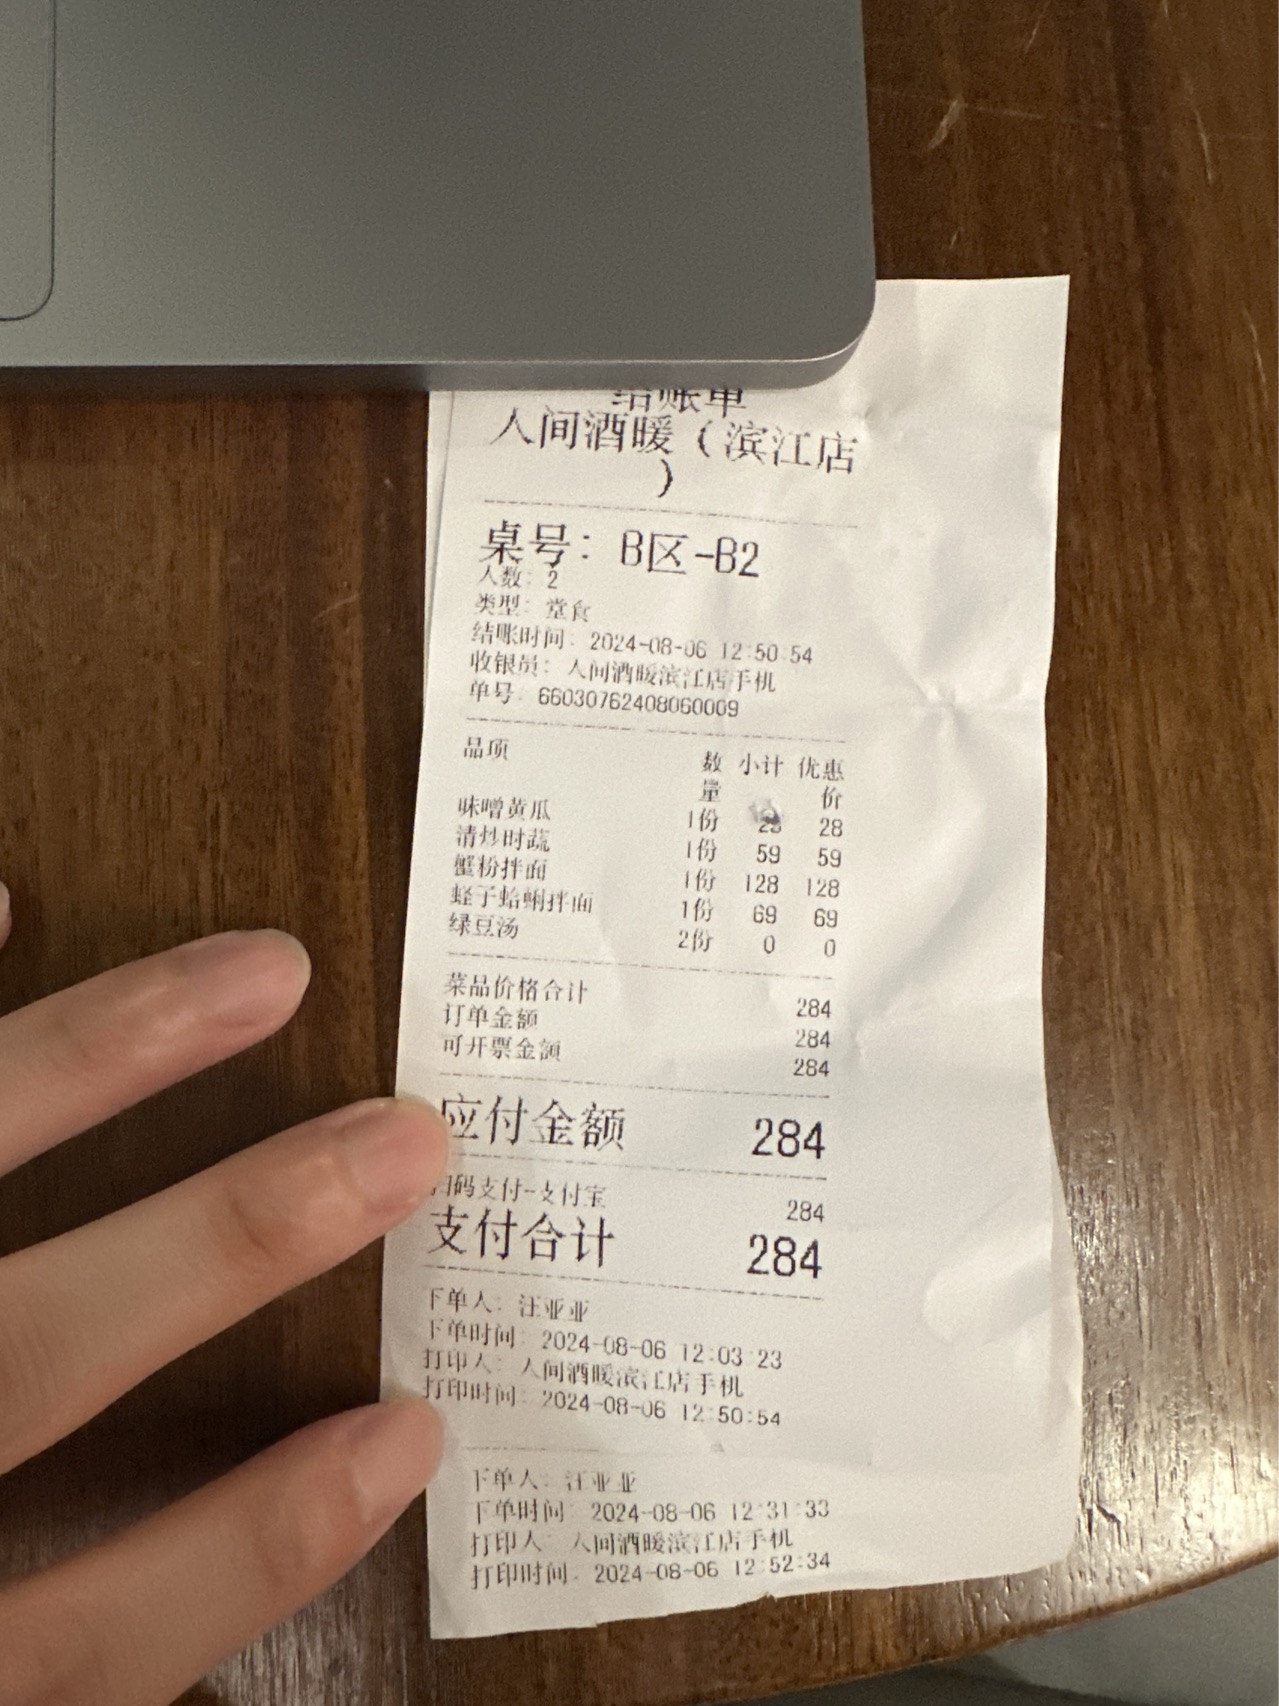 结账单
人间酒暖（滨江店
）
桌号：B区-B2
人数：2
类型：堂食
结账时间：2024-08-06 12:50:54
收银员：人间酒暖滨江店手机
单号：66030762408060009
品项 数量 小计 优惠价
味噌黄瓜 1份 28 28
清炒时蔬 1份 59 59
蟹粉拌面 1份 128 128
蛏子蛤蜊拌面 1份 69 69
绿豆汤 2份 0 0
菜品价格合计 284
订单金额 284
可开票金额 284
应付金额 284
扫码支付-支付宝 284
支付合计 284
下单人：汪亚亚
下单时间：2024-08-06 12:03:23
打印人：人间酒暖滨江店手机
打印时间：2024-08-06 12:50:54
下单人：汪亚亚
下单时间：2024-08-06 12:31:33
打印人：人间酒暖滨江店手机
打印时间：2024-08-06 12:52:34